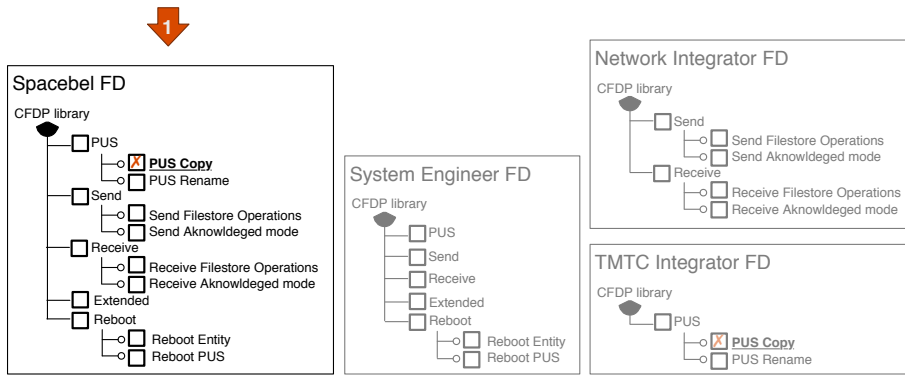 1
Spacebel FD
CFDP library
PUS
✗ PUS Copy
PUS Rename
Send
Send Filestore Operations
Send Aknowldeged mode
Receive
Receive Filestore Operations
Receive Aknowldeged mode
Extended
Reboot
Reboot Entity
Reboot PUS
System Engineer FD
CFDP library
PUS
Send
Receive
Extended
Reboot
Reboot Entity
Reboot PUS
Network Integrator FD
CFDP library
Send
Send Filestore Operations
Send Aknowldeged mode
Receive
Receive Filestore Operations
Receive Aknowldeged mode
TMTC Integrator FD
CFDP library
PUS
✗ PUS Copy
PUS Rename